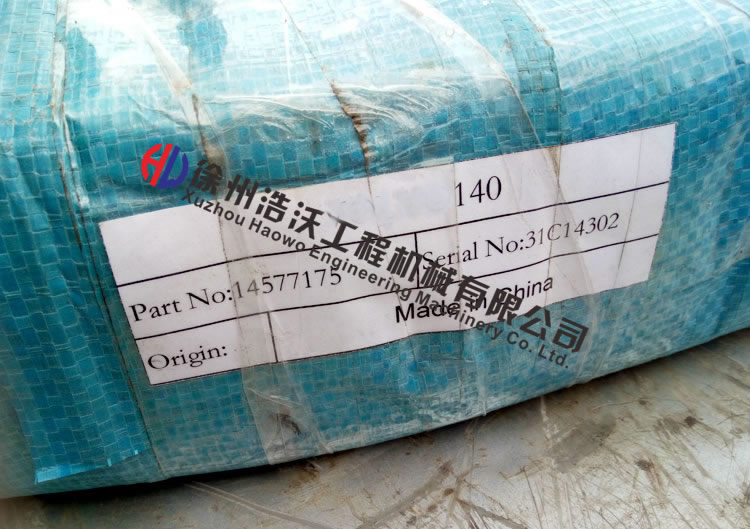 140
Part No:14577175
Serial No:31C14302
Origin:
Made in China
徐州浩沃工程机械有限公司
Xuzhou Haowo Engineering Machinery Co. Ltd.